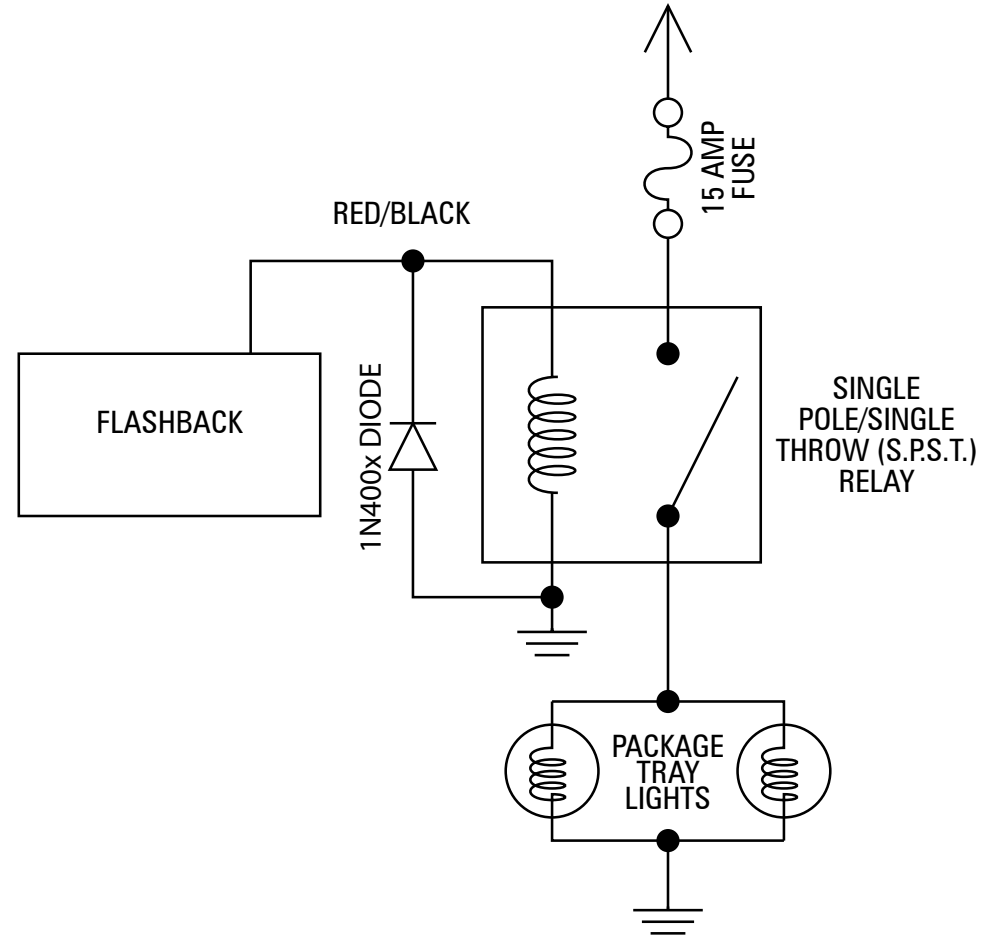 15 AMP
FUSE
RED/BLACK
FLASHBACK
1N400x DIODE
SINGLE
POLE/SINGLE
THROW (S.P.S.T.)
RELAY
PACKAGE
TRAY
LIGHTS